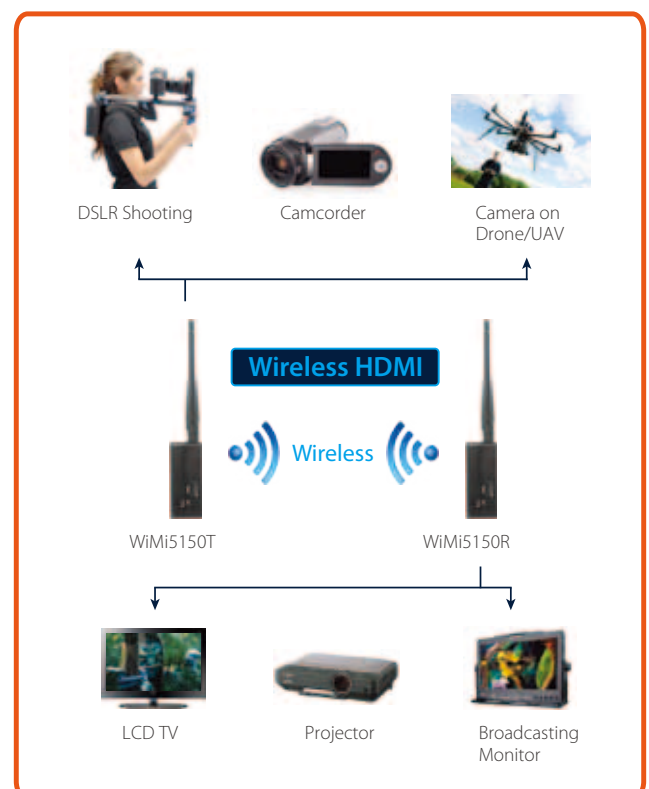 DSLR Shooting
Camcorder
Camera on
Drone/UAV
Wireless HDMI
Wireless
WiMi5150T
WiMi5150R
LCD TV
Projector
Broadcasting
Monitor